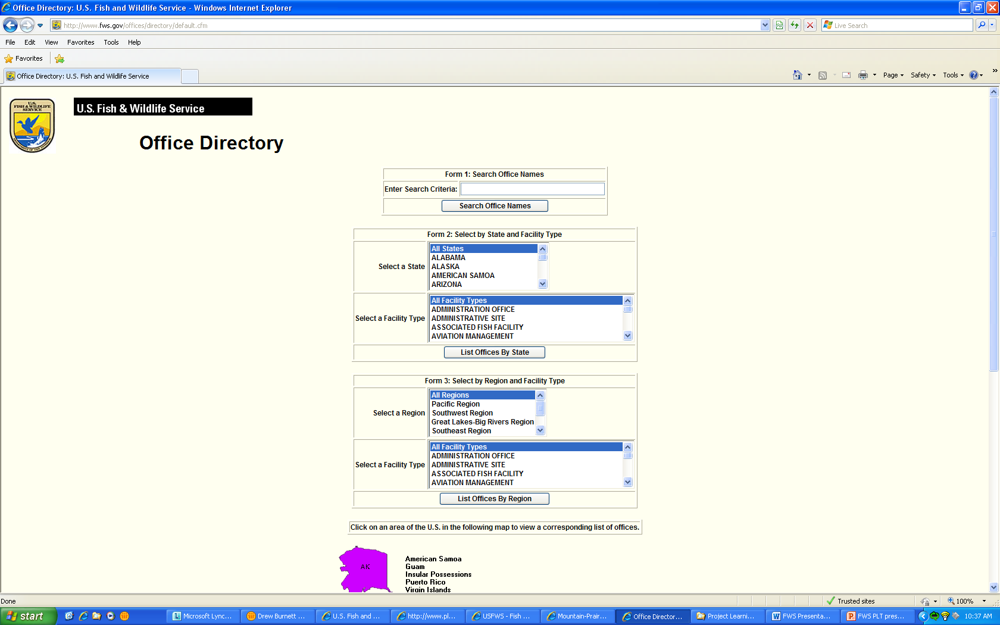 Office Directory: U.S. Fish and Wildlife Service - Windows Internet Explorer
http://www.fws.gov/offices/directory/default.cfm
Live Search
File Edit View Favorites Tools Help
Favorites
Office Directory: U.S. Fish and Wildlife Service
Page Safety Tools
U.S. FISH & WILDLIFE SERVICE
U.S. Fish & Wildlife Service
Office Directory
Form 1: Search Office Names
Enter Search Criteria:
Search Office Names
Form 2: Select by State and Facility Type
Select a State
All States
ALABAMA
ALASKA
AMERICAN SAMOA
ARIZONA
Select a Facility Type
All Facility Types
ADMINISTRATION OFFICE
ADMINISTRATIVE SITE
ASSOCIATED FISH FACILITY
AVIATION MANAGEMENT
List Offices By State
Form 3: Select by Region and Facility Type
Select a Region
All Regions
Pacific Region
Southwest Region
Great Lakes-Big Rivers Region
Southeast Region
Select a Facility Type
All Facility Types
ADMINISTRATION OFFICE
ADMINISTRATIVE SITE
ASSOCIATED FISH FACILITY
AVIATION MANAGEMENT
List Offices By Region
Click on an area of the U.S. in the following map to view a corresponding list of offices.
AK
American Samoa
Guam
Insular Possessions
Puerto Rico
Virgin Islands
Done Trusted sites 100%
start Microsoft Lync... Drew Burnett ... U.S. Fish and ... http://www.pl... USFWS - Fish ... Mountain-Prair... Office Director... Project Learni... FWS Presenta... FWS PLT pres... 10:37 AM